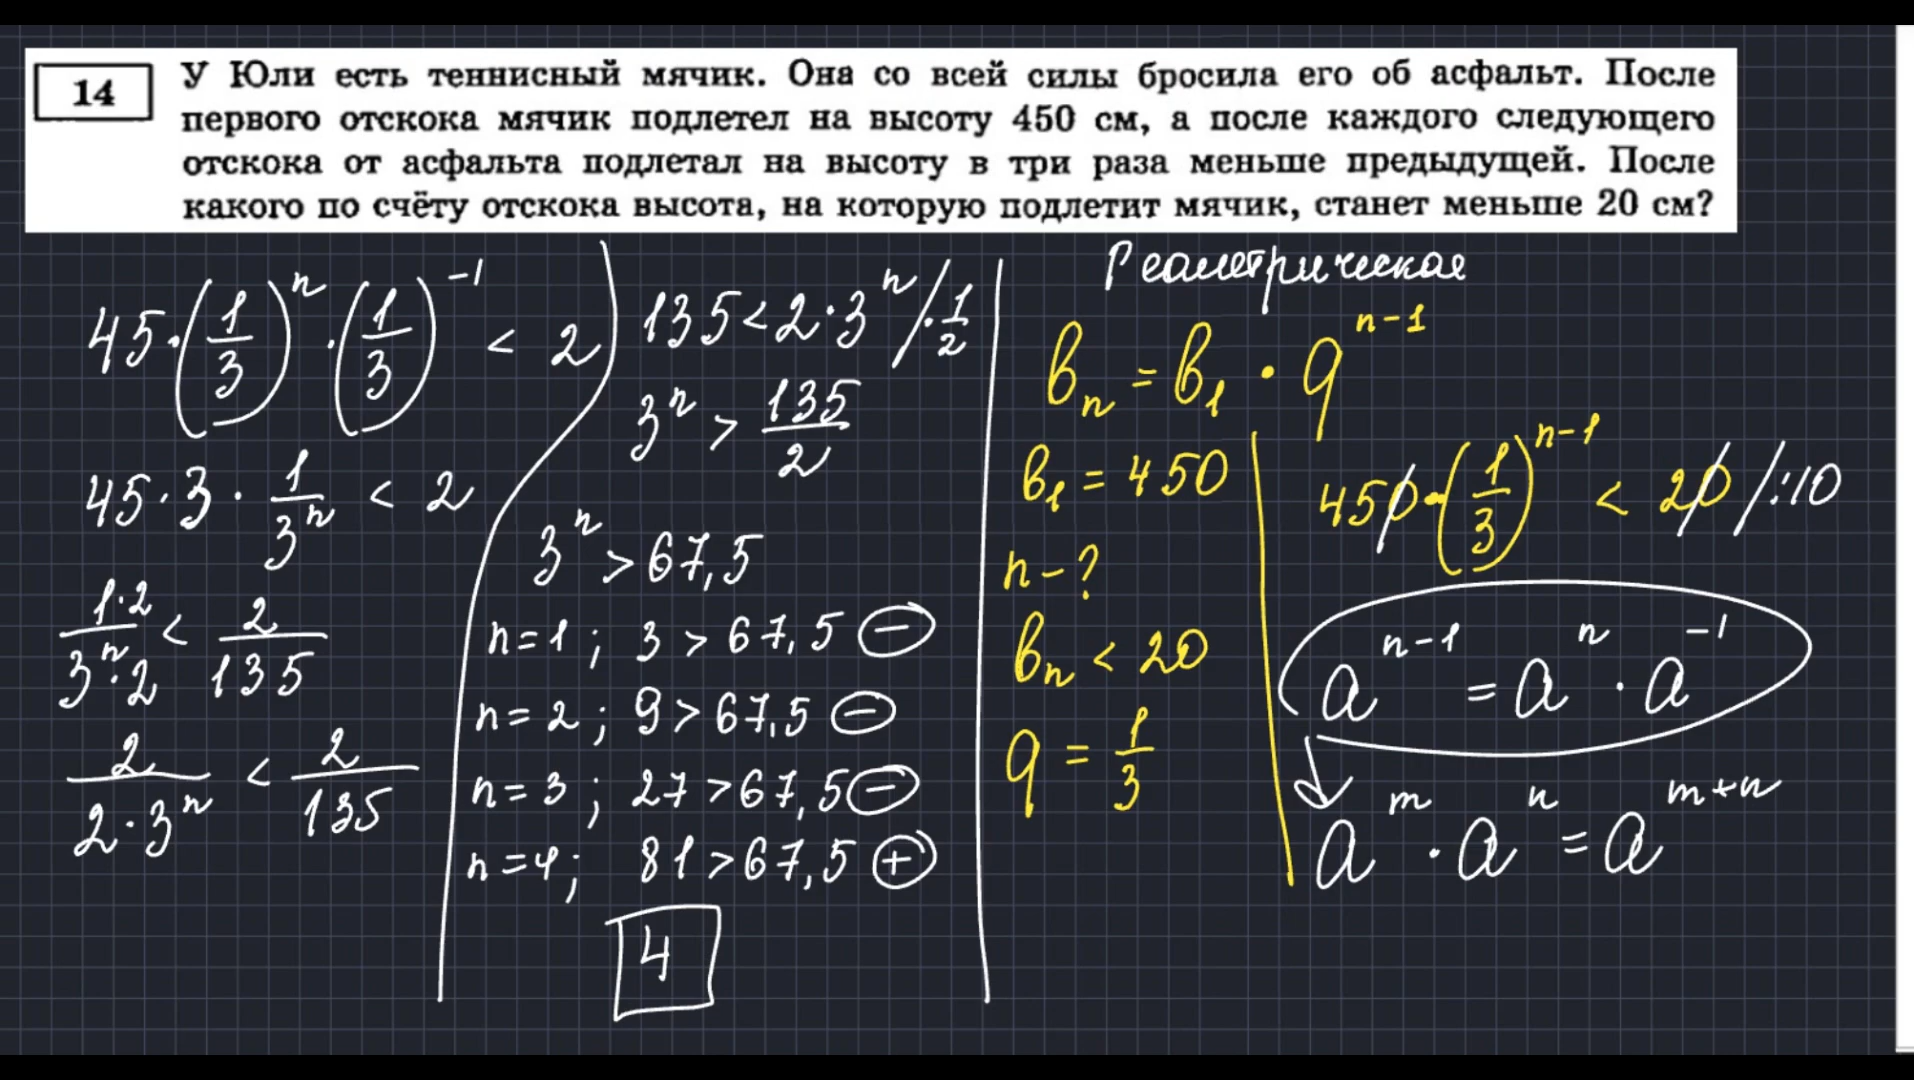 14
У Юли есть теннисный мячик. Она со всей силы бросила его об асфальт. После
первого отскока мячик подлетел на высоту 450 см, а после каждого следующего
отскока от асфальта подлетал на высоту в три раза меньше предыдущей. После
какого по счёту отскока высота, на которую подлетит мячик, станет меньше 20 см?
Геометрическая
bₙ = b₁ · q^(n-1)
b₁ = 450
n - ?
bₙ < 20
q = 1/3
450 · (1/3)^(n-1) < 20 / :10
a^(n-1) = a^n · a^(-1)
a^m · a^n = a^(m+n)
45 · (1/3)^n · (1/3)^(-1) < 2
45 · 3 · 1/3^n < 2
1·2/3^n·2 < 2/135
2/2·3^n < 2/135
135 < 2 · 3^n / · 1/2
3^n > 135/2
3^n > 67,5
n = 1 ; 3 > 67,5 −
n = 2 ; 9 > 67,5 −
n = 3 ; 27 > 67,5 −
n = 4 ; 81 > 67,5 +
4